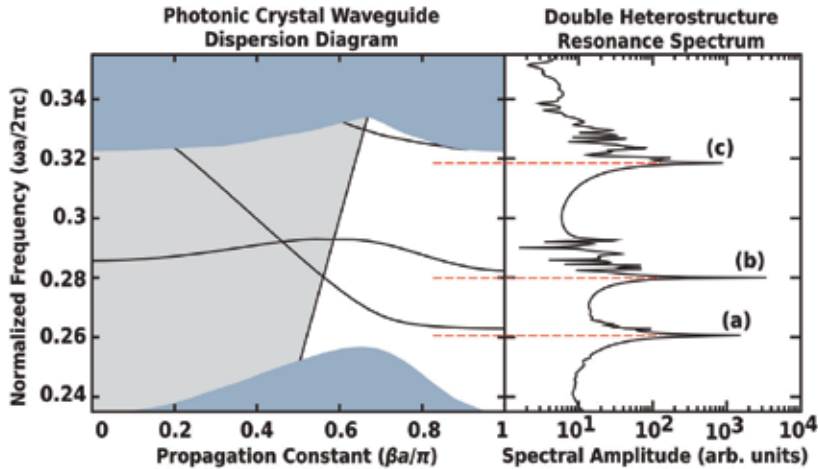 Photonic Crystal Waveguide
Dispersion Diagram
Double Heterostructure
Resonance Spectrum
Normalized Frequency (ωa/2πc)
0.34
0.32
0.3
0.28
0.26
0.24
(c)
(b)
(a)
0 0.2 0.4 0.6 0.8 1
10¹ 10² 10³ 10⁴
Propagation Constant (βa/π)
Spectral Amplitude (arb. units)